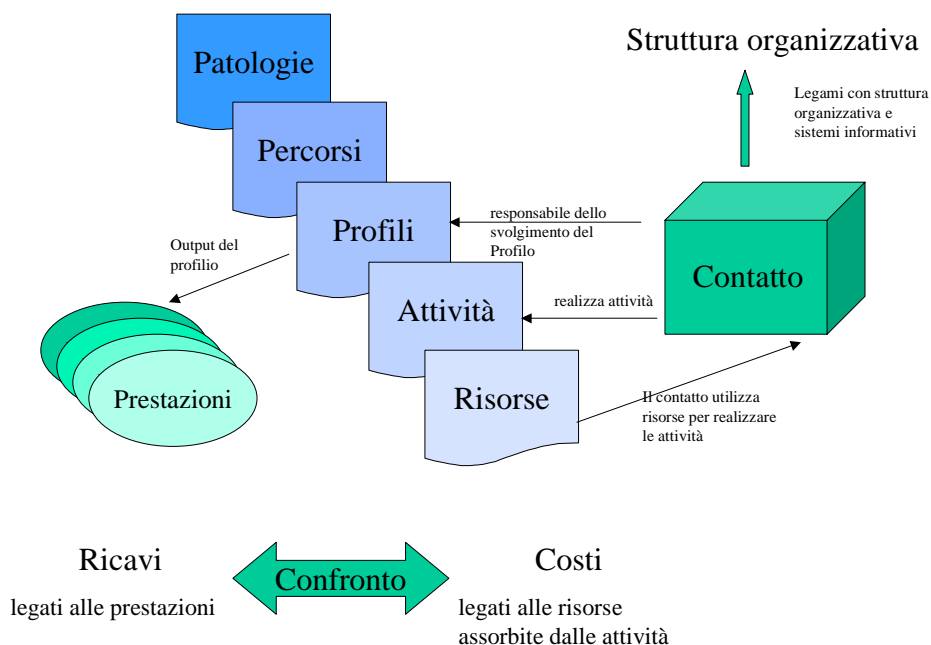 Struttura organizzativa
Patologie
Legami con struttura
organizzativa e
sistemi informativi
Percorsi
Profili
responsabile dello
svolgimento del
Profilo
Output del
profilio
Contatto
Attività
realizza attività
Prestazioni
Risorse
Il contatto utilizza
risorse per realizzare
le attività
Ricavi
legati alle prestazioni
Confronto
Costi
legati alle risorse
assorbite dalle attività